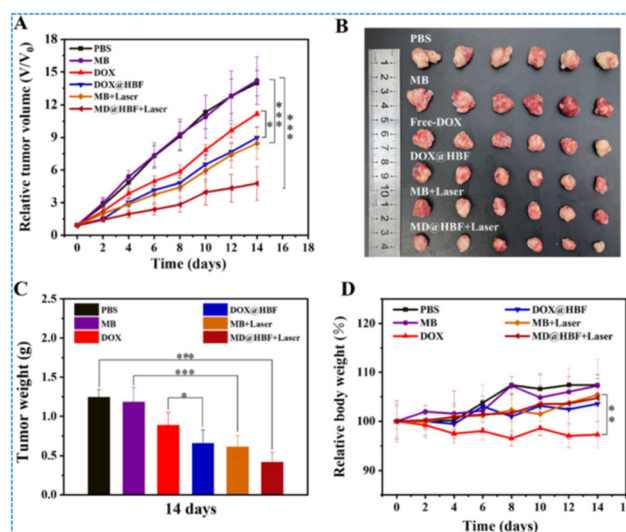 A
PBS
MB
DOX
DOX@HBF
MB+Laser
MD@HBF+Laser
Relative tumor volume (V/V₀)
18
15
12
9
6
3
0
0 2 4 6 8 10 12 14 16 18
Time (days)
*
***
***
B
PBS
MB
Free-DOX
DOX@HBF
MB+Laser
MD@HBF+Laser
C
PBS
MB
DOX
DOX@HBF
MB+Laser
MD@HBF+Laser
Tumor weight (g)
2.5
2.0
1.5
1.0
0.5
0.0
***
***
*
14 days
D
PBS
MB
DOX
DOX@HBF
MB+Laser
MD@HBF+Laser
Relative body weight (%)
120
110
100
90
0 2 4 6 8 10 12 14
Time (days)
**